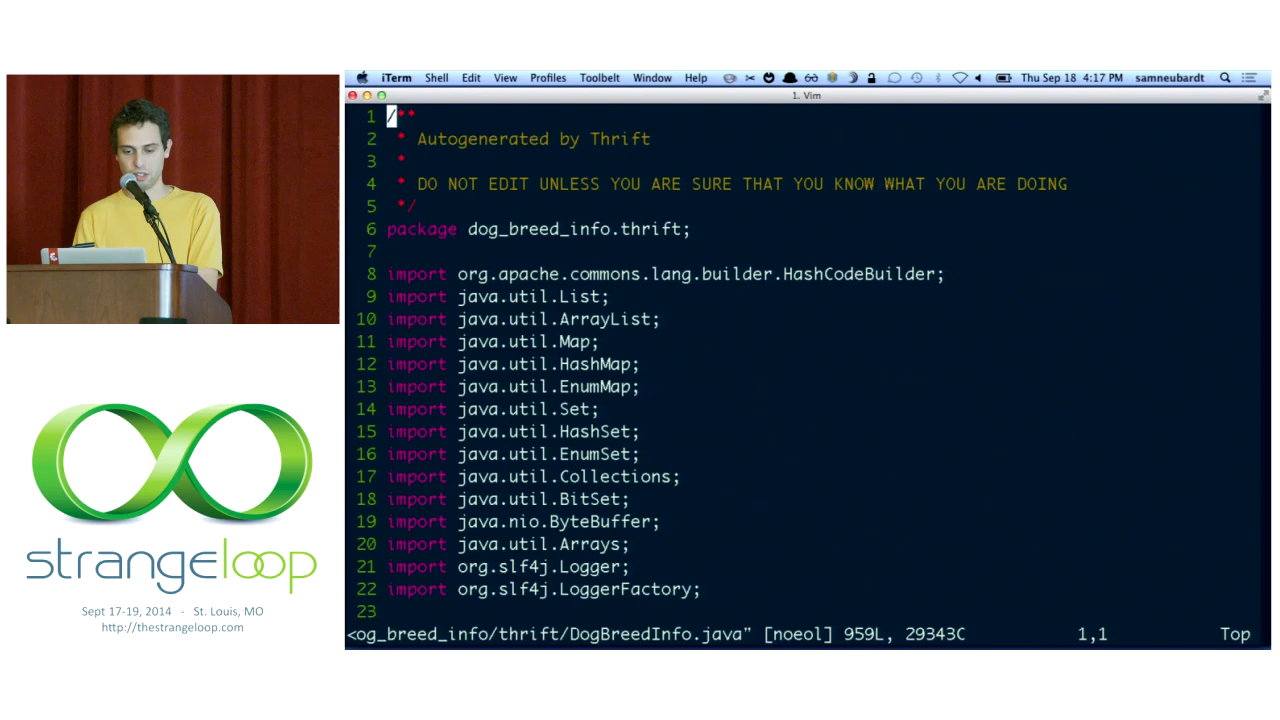 iTerm Shell Edit View Profiles Toolbelt Window Help Thu Sep 18 4:17 PM samneubardt
1. Vim
1 /**
2  * Autogenerated by Thrift
3  *
4  * DO NOT EDIT UNLESS YOU ARE SURE THAT YOU KNOW WHAT YOU ARE DOING
5  */
6 package dog_breed_info.thrift;
7
8 import org.apache.commons.lang.builder.HashCodeBuilder;
9 import java.util.List;
10 import java.util.ArrayList;
11 import java.util.Map;
12 import java.util.HashMap;
13 import java.util.EnumMap;
14 import java.util.Set;
15 import java.util.HashSet;
16 import java.util.EnumSet;
17 import java.util.Collections;
18 import java.util.BitSet;
19 import java.nio.ByteBuffer;
20 import java.util.Arrays;
21 import org.slf4j.Logger;
22 import org.slf4j.LoggerFactory;
23
<og_breed_info/thrift/DogBreedInfo.java" [noeol] 959L, 29343C 1,1 Top
strangeloop
Sept 17-19, 2014 - St. Louis, MO
http://thestrangeloop.com